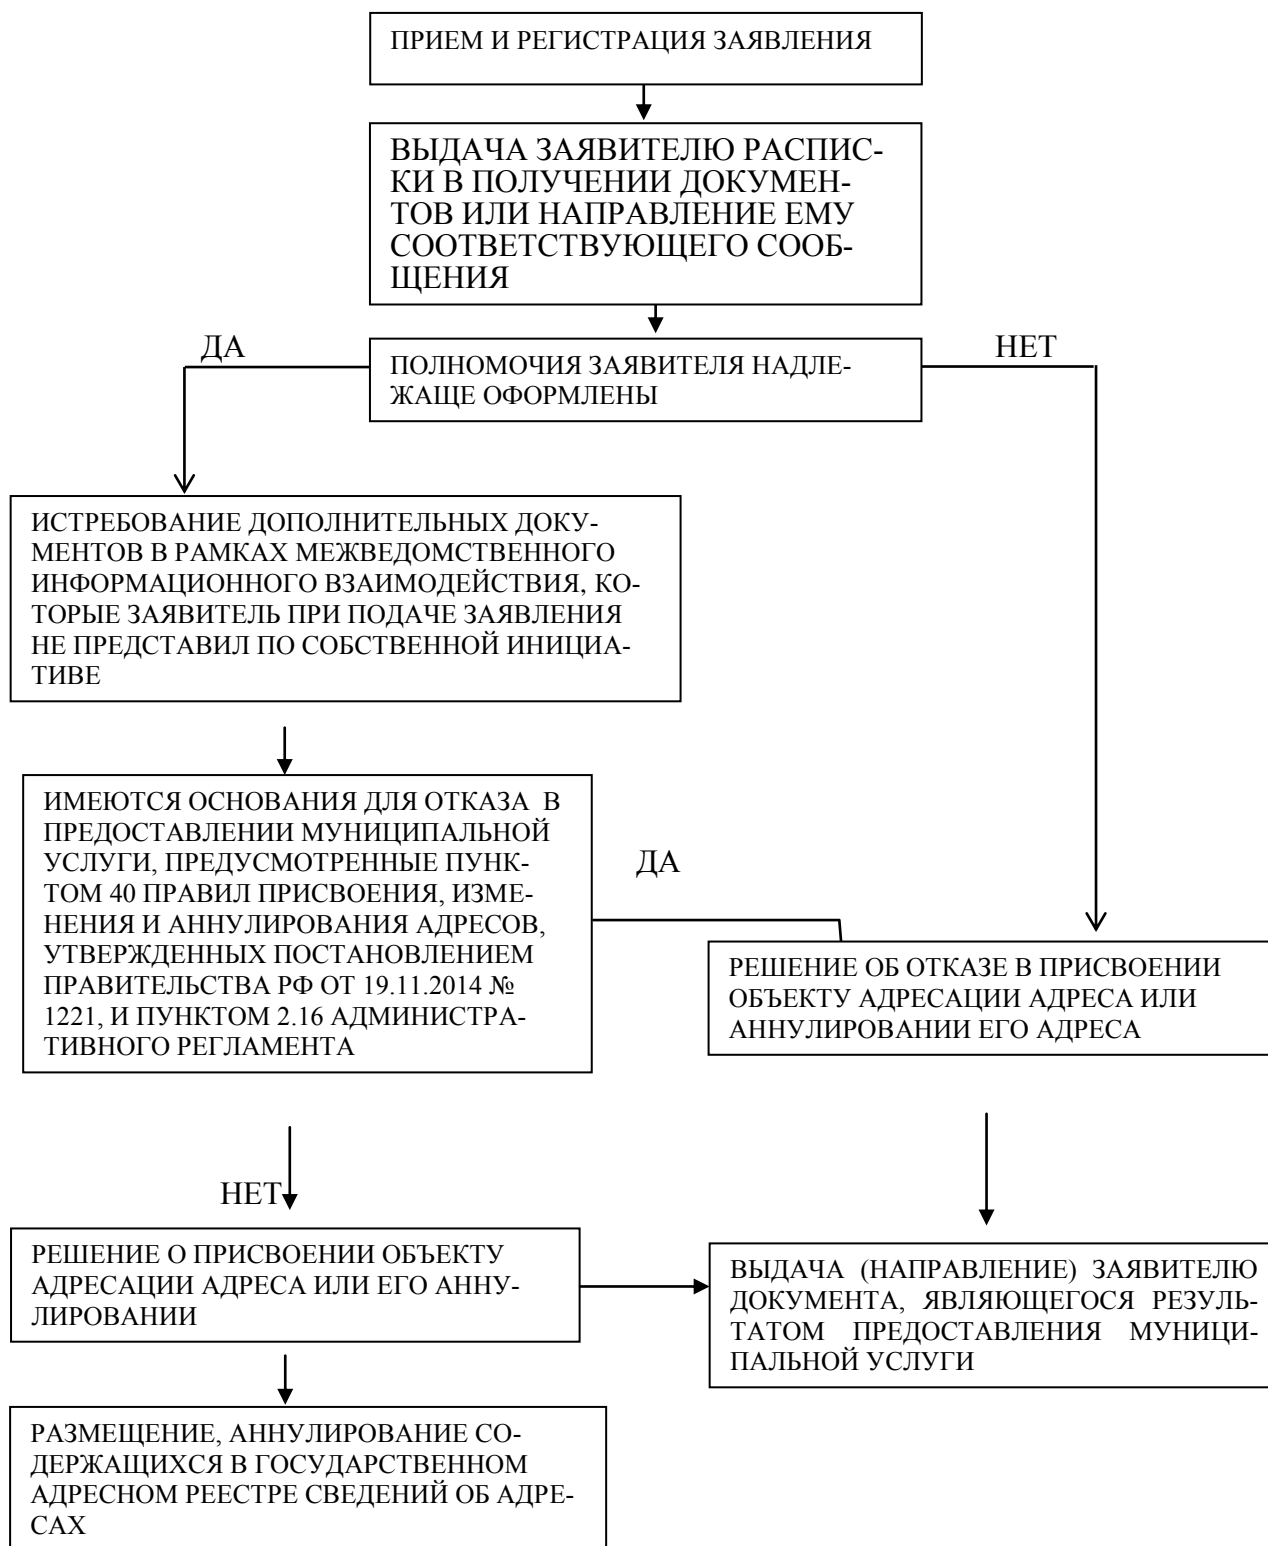 ПРИЕМ И РЕГИСТРАЦИЯ ЗАЯВЛЕНИЯ
ВЫДАЧА ЗАЯВИТЕЛЮ РАСПИС-
КИ В ПОЛУЧЕНИИ ДОКУМЕН-
ТОВ ИЛИ НАПРАВЛЕНИЕ ЕМУ
СООТВЕТСТВУЮЩЕГО СООБ-
ЩЕНИЯ
ДА
НЕТ
ПОЛНОМОЧИЯ ЗАЯВИТЕЛЯ НАДЛЕ-
ЖАЩЕ ОФОРМЛЕНЫ
ИСТРЕБОВАНИЕ ДОПОЛНИТЕЛЬНЫХ ДОКУ-
МЕНТОВ В РАМКАХ МЕЖВЕДОМСТВЕННОГО
ИНФОРМАЦИОННОГО ВЗАИМОДЕЙСТВИЯ, КО-
ТОРЫЕ ЗАЯВИТЕЛЬ ПРИ ПОДАЧЕ ЗАЯВЛЕНИЯ
НЕ ПРЕДСТАВИЛ ПО СОБСТВЕННОЙ ИНИЦИА-
ТИВЕ
ИМЕЮТСЯ ОСНОВАНИЯ ДЛЯ ОТКАЗА В
ПРЕДОСТАВЛЕНИИ МУНИЦИПАЛЬНОЙ
УСЛУГИ, ПРЕДУСМОТРЕННЫЕ ПУНК-
ТОМ 40 ПРАВИЛ ПРИСВОЕНИЯ, ИЗМЕ-
НЕНИЯ И АННУЛИРОВАНИЯ АДРЕСОВ,
УТВЕРЖДЕННЫХ ПОСТАНОВЛЕНИЕМ
ПРАВИТЕЛЬСТВА РФ ОТ 19.11.2014 №
1221, И ПУНКТОМ 2.16 АДМИНИСТРА-
ТИВНОГО РЕГЛАМЕНТА
ДА
РЕШЕНИЕ ОБ ОТКАЗЕ В ПРИСВОЕНИИ
ОБЪЕКТУ АДРЕСАЦИИ АДРЕСА ИЛИ
АННУЛИРОВАНИИ ЕГО АДРЕСА
НЕТ
РЕШЕНИЕ О ПРИСВОЕНИИ ОБЪЕКТУ
АДРЕСАЦИИ АДРЕСА ИЛИ ЕГО АННУ-
ЛИРОВАНИИ
ВЫДАЧА (НАПРАВЛЕНИЕ) ЗАЯВИТЕЛЮ
ДОКУМЕНТА, ЯВЛЯЮЩЕГОСЯ РЕЗУЛЬ-
ТАТОМ ПРЕДОСТАВЛЕНИЯ МУНИЦИ-
ПАЛЬНОЙ УСЛУГИ
РАЗМЕЩЕНИЕ, АННУЛИРОВАНИЕ СО-
ДЕРЖАЩИХСЯ В ГОСУДАРСТВЕННОМ
АДРЕСНОМ РЕЕСТРЕ СВЕДЕНИЙ ОБ АДРЕ-
САХ